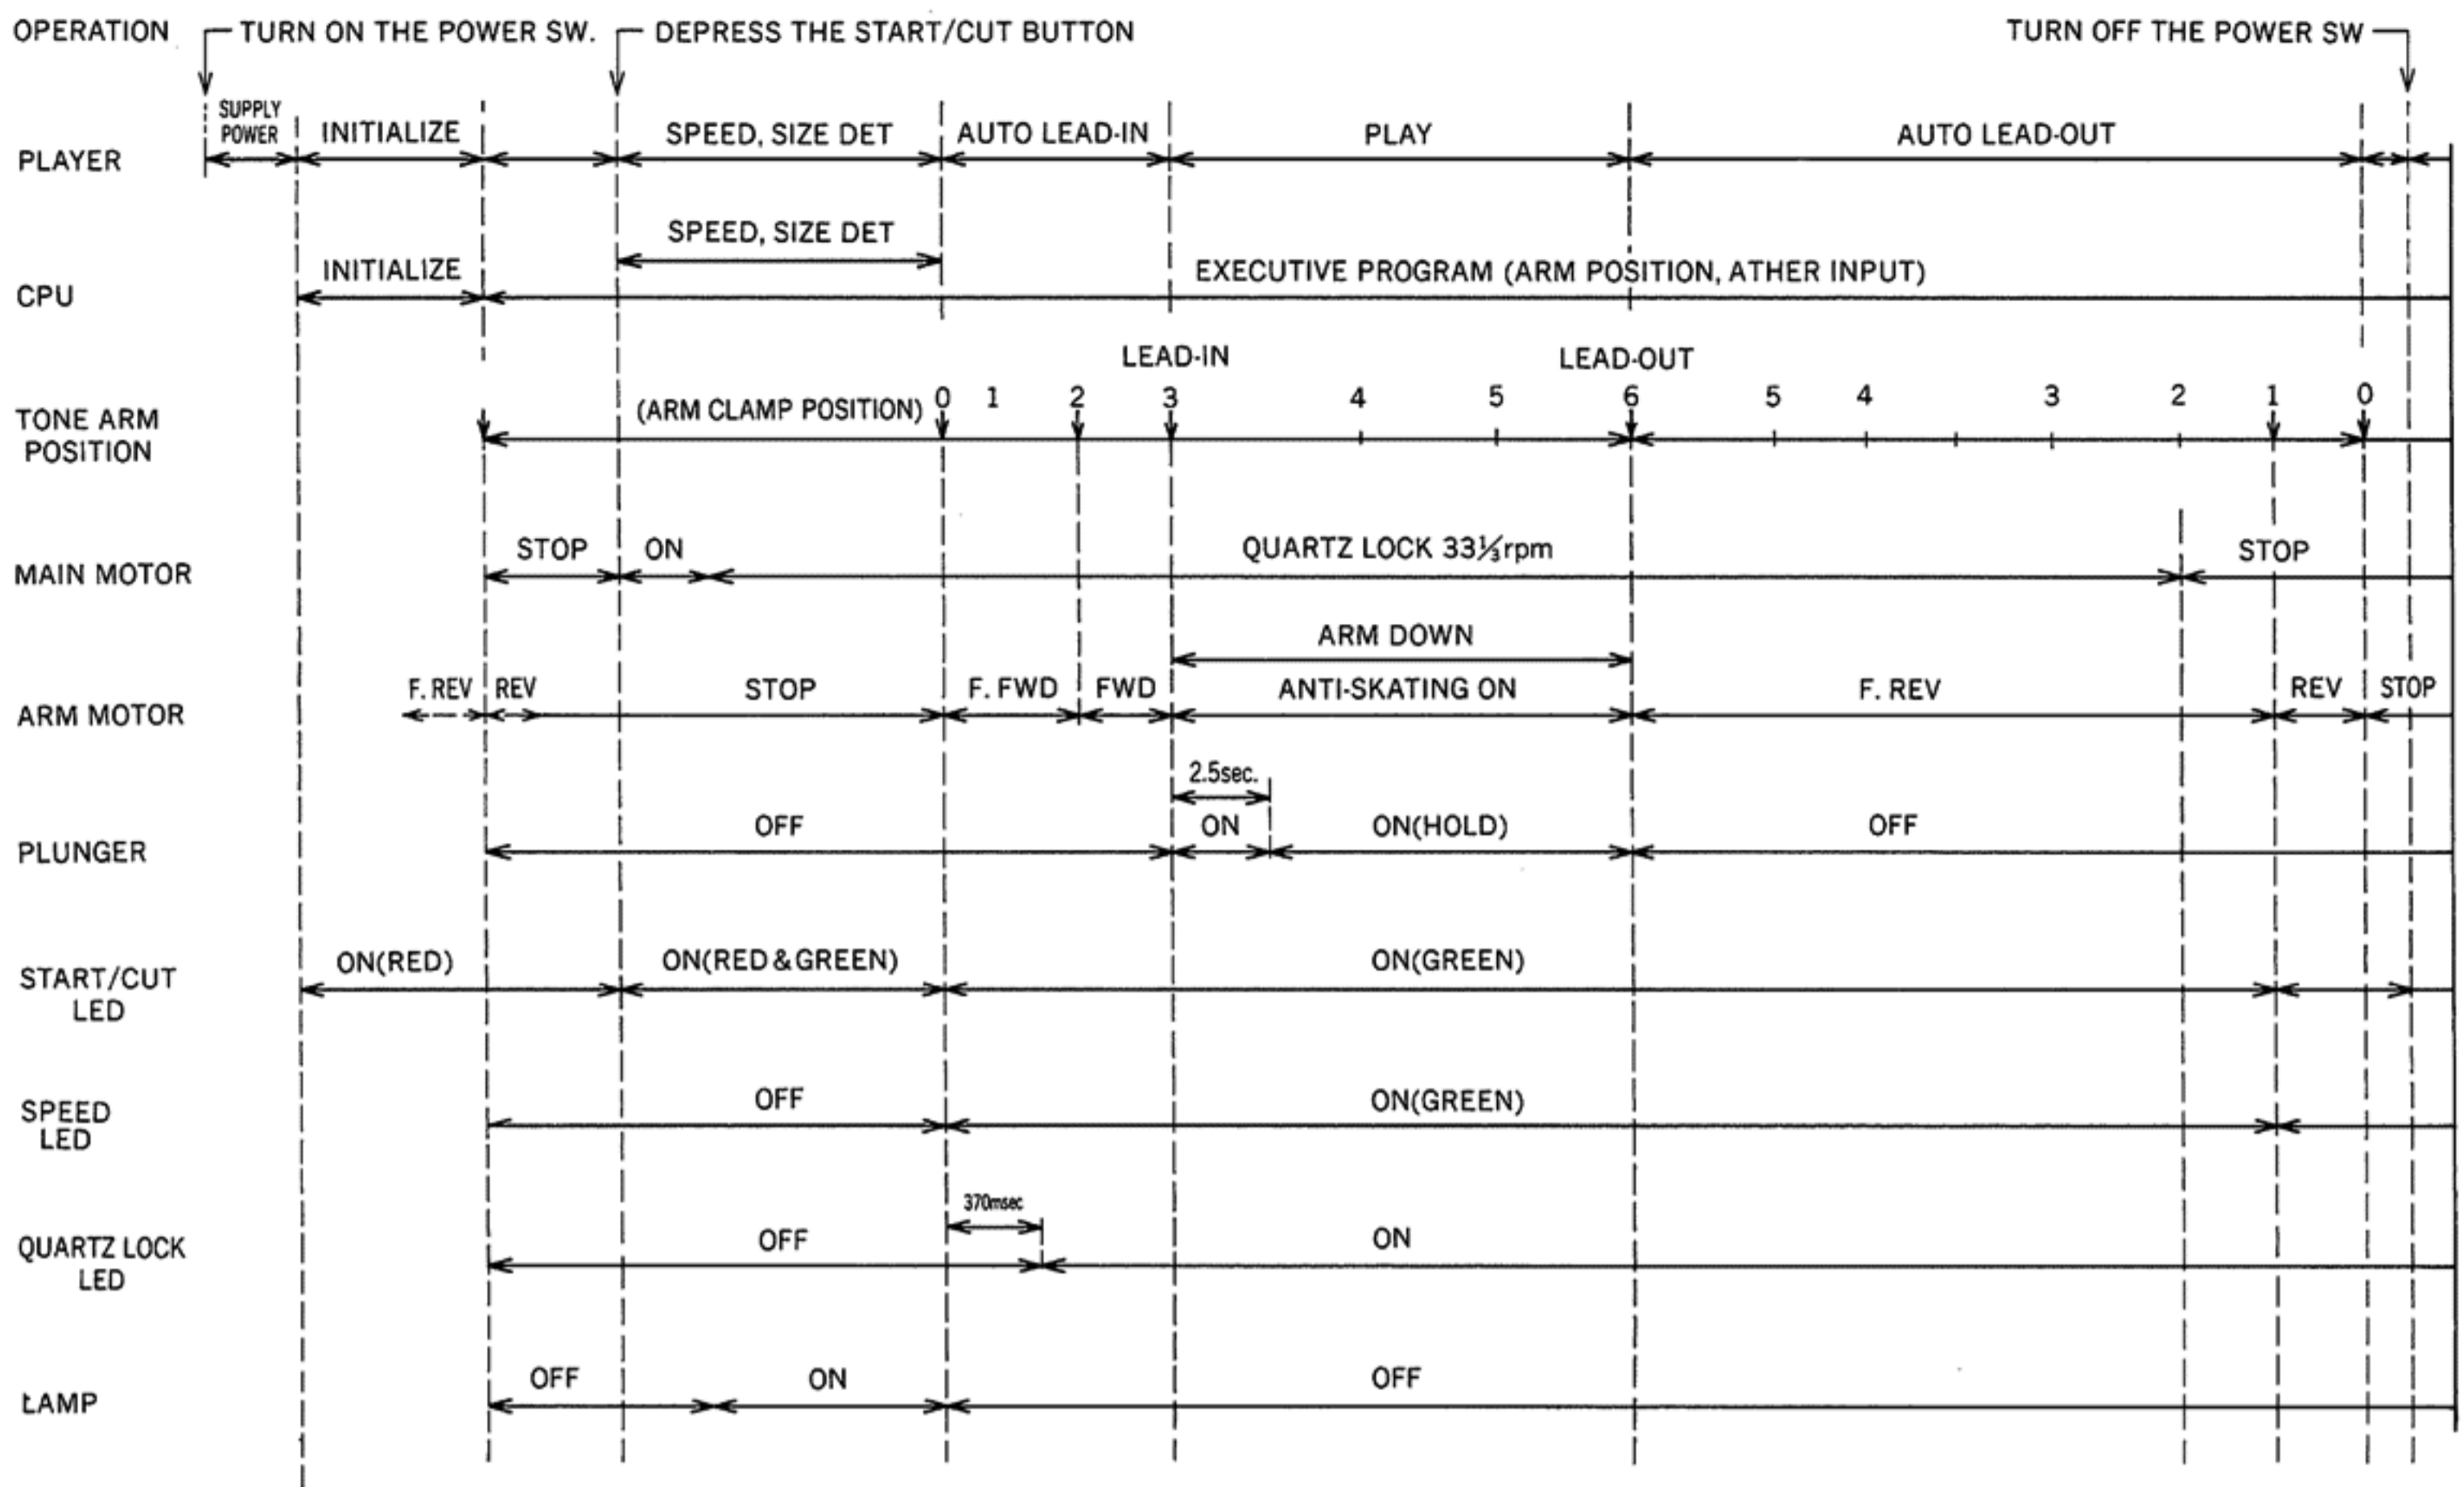 OPERATION TURN ON THE POWER SW. DEPRESS THE START/CUT BUTTON TURN OFF THE POWER SW
SUPPLY
POWER
INITIALIZE SPEED, SIZE DET AUTO LEAD-IN PLAY AUTO LEAD-OUT
PLAYER
SPEED, SIZE DET
INITIALIZE EXECUTIVE PROGRAM (ARM POSITION, ATHER INPUT)
CPU
LEAD-IN LEAD-OUT
(ARM CLAMP POSITION) 0 1 2 3 4 5 6 5 4 3 2 1 0
TONE ARM
POSITION
STOP ON QUARTZ LOCK 33⅓rpm STOP
MAIN MOTOR
ARM DOWN
F. REV REV STOP F. FWD FWD ANTI-SKATING ON F. REV REV STOP
ARM MOTOR
2.5sec.
OFF ON ON(HOLD) OFF
PLUNGER
ON(RED) ON(RED & GREEN) ON(GREEN)
START/CUT
LED
OFF ON(GREEN)
SPEED
LED
370msec
OFF ON
QUARTZ LOCK
LED
OFF ON OFF
LAMP